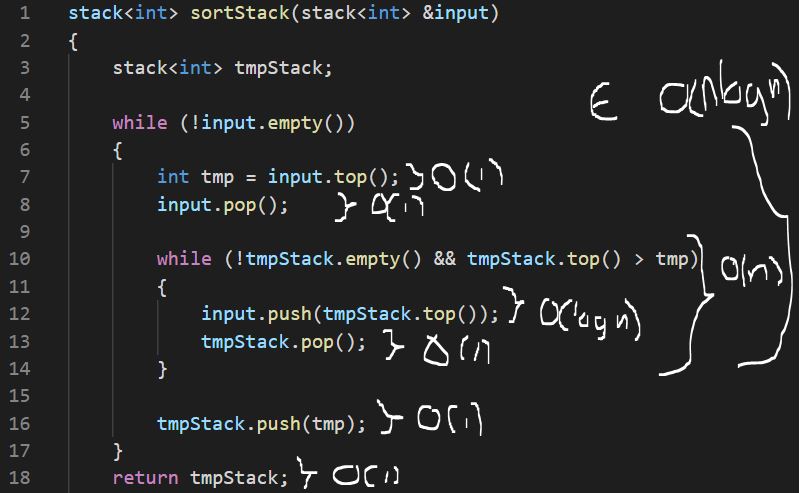 1 stack<int> sortStack(stack<int> &input)
2 {
3 stack<int> tmpStack;
4 ∈ O(nlogn)
5 while (!input.empty())
6 {
7 int tmp = input.top(); } O(1)
8 input.pop(); } O(1)
9
10 while (!tmpStack.empty() && tmpStack.top() > tmp) } O(n)
11 {
12 input.push(tmpStack.top()); } O(logn)
13 tmpStack.pop(); } O(1)
14 }
15
16 tmpStack.push(tmp); } O(1)
17 }
18 return tmpStack; } O(1)